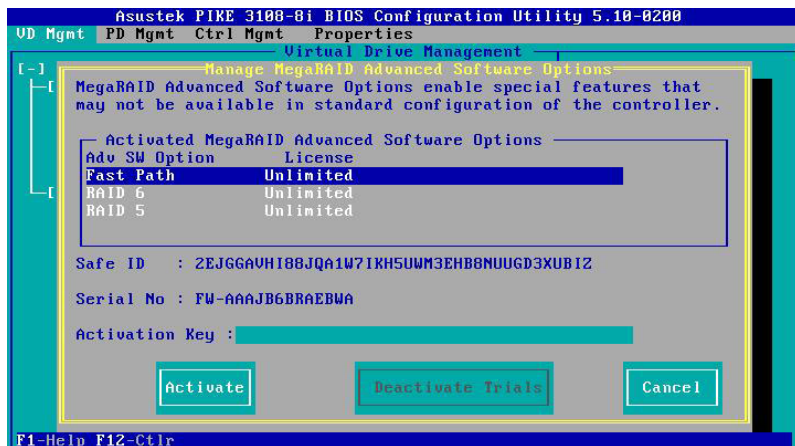 Asustek PIKE 3108-8i BIOS Configuration Utility 5.10-0200
VD Mgmt PD Mgmt Ctrl Mgmt Properties
Virtual Drive Management
[-] Manage MegaRAID Advanced Software Options
MegaRAID Advanced Software Options enable special features that
may not be available in standard configuration of the controller.
Activated MegaRAID Advanced Software Options
Adv SW Option License
Fast Path Unlimited
RAID 6 Unlimited
RAID 5 Unlimited
Safe ID : 2EJGGAVHI88JQA1W7IKH5UWM3EHB8NUUGD3XUBIZ
Serial No : FW-AAAJB6BRAEBWA
Activation Key :
Activate Deactivate Trials Cancel
F1-Help F12-Ctlr